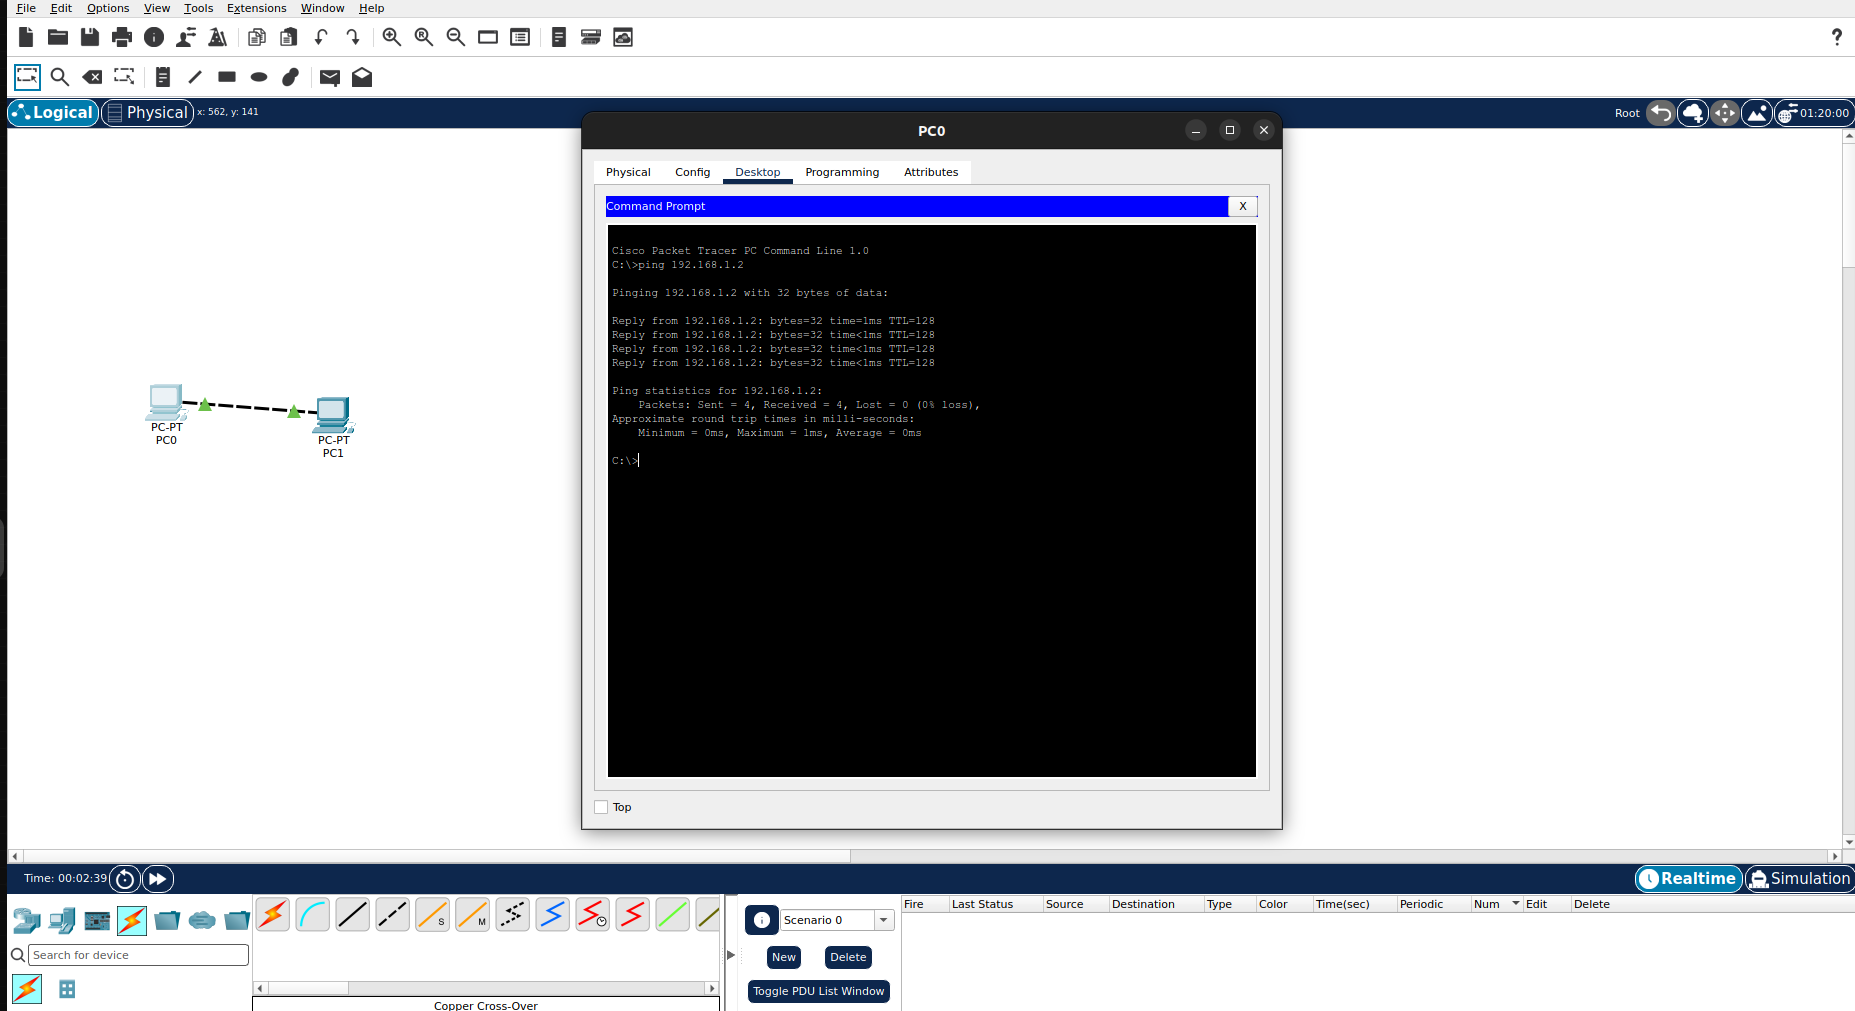 File Edit Options View Tools Extensions Window Help
?
Logical Physical x: 562, y: 141 Root 01:20:00
PC0
Physical Config Desktop Programming Attributes
Command Prompt X
Cisco Packet Tracer PC Command Line 1.0
C:\>ping 192.168.1.2
Pinging 192.168.1.2 with 32 bytes of data:
Reply from 192.168.1.2: bytes=32 time=1ms TTL=128
Reply from 192.168.1.2: bytes=32 time<1ms TTL=128
Reply from 192.168.1.2: bytes=32 time<1ms TTL=128
Reply from 192.168.1.2: bytes=32 time<1ms TTL=128
Ping statistics for 192.168.1.2:
Packets: Sent = 4, Received = 4, Lost = 0 (0% loss),
Approximate round trip times in milli-seconds:
Minimum = 0ms, Maximum = 1ms, Average = 0ms
C:\>
PC-PT
PC0
PC-PT
PC1
Top
Time: 00:02:39 Realtime Simulation
S M
Scenario 0
Fire Last Status Source Destination Type Color Time(sec) Periodic Num Edit Delete
Search for device
New Delete
Toggle PDU List Window
Copper Cross-Over